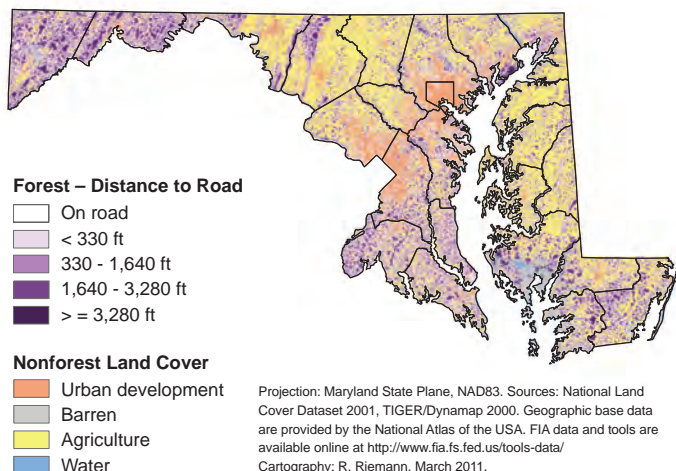 Forest – Distance to Road
On road
< 330 ft
330 - 1,640 ft
1,640 - 3,280 ft
> = 3,280 ft
Nonforest Land Cover
Urban development
Barren
Agriculture
Water
Projection: Maryland State Plane, NAD83. Sources: National Land
Cover Dataset 2001, TIGER/Dynamap 2000. Geographic base data
are provided by the National Atlas of the USA. FIA data and tools are
available online at http://www.fia.fs.fed.us/tools-data/
Cartography: R. Riemann. March 2011.